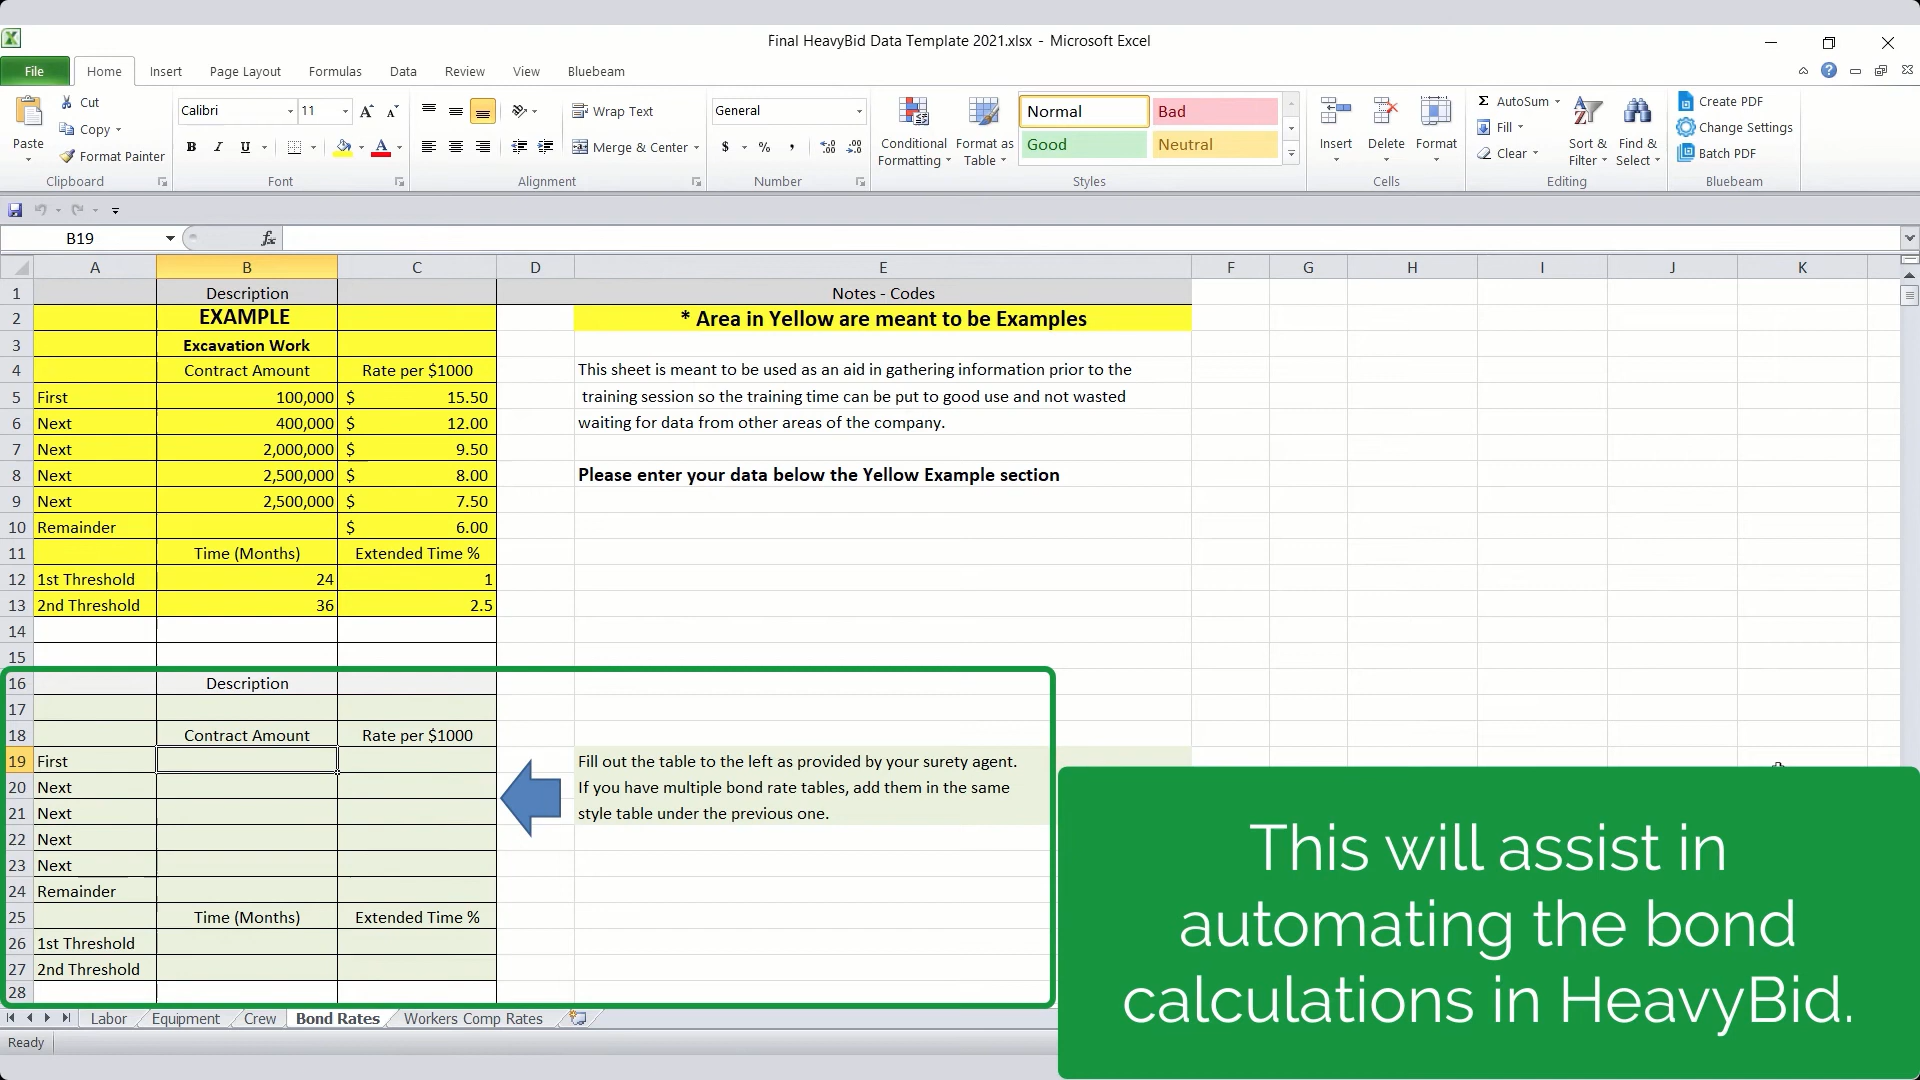 Final HeavyBid Data Template 2021.xlsx - Microsoft Excel
File Home Insert Page Layout Formulas Data Review View Bluebeam
Cut
Copy
Format Painter
Paste
Clipboard
Calibri 11
B I U
Font
Wrap Text
Merge & Center
Alignment
General
$ % ,
Number
Conditional Formatting
Format as Table
Normal Bad
Good Neutral
Styles
Insert Delete Format
Cells
AutoSum
Fill
Clear
Sort & Filter
Find & Select
Editing
Create PDF
Change Settings
Batch PDF
Bluebeam
B19 fx
A B C D E F G H I J K
1 Description Notes - Codes
2 EXAMPLE * Area in Yellow are meant to be Examples
3 Excavation Work
4 Contract Amount Rate per $1000 This sheet is meant to be used as an aid in gathering information prior to the
5 First 100,000 $ 15.50 training session so the training time can be put to good use and not wasted
6 Next 400,000 $ 12.00 waiting for data from other areas of the company.
7 Next 2,000,000 $ 9.50
8 Next 2,500,000 $ 8.00 Please enter your data below the Yellow Example section
9 Next 2,500,000 $ 7.50
10 Remainder $ 6.00
11 Time (Months) Extended Time %
12 1st Threshold 24 1
13 2nd Threshold 36 2.5
14
15
16 Description
17
18 Contract Amount Rate per $1000
19 First Fill out the table to the left as provided by your surety agent.
20 Next If you have multiple bond rate tables, add them in the same
21 Next style table under the previous one.
22 Next
23 Next
24 Remainder
25 Time (Months) Extended Time %
26 1st Threshold
27 2nd Threshold
28
This will assist in
automating the bond
calculations in HeavyBid.
Labor Equipment Crew Bond Rates Workers Comp Rates
Ready